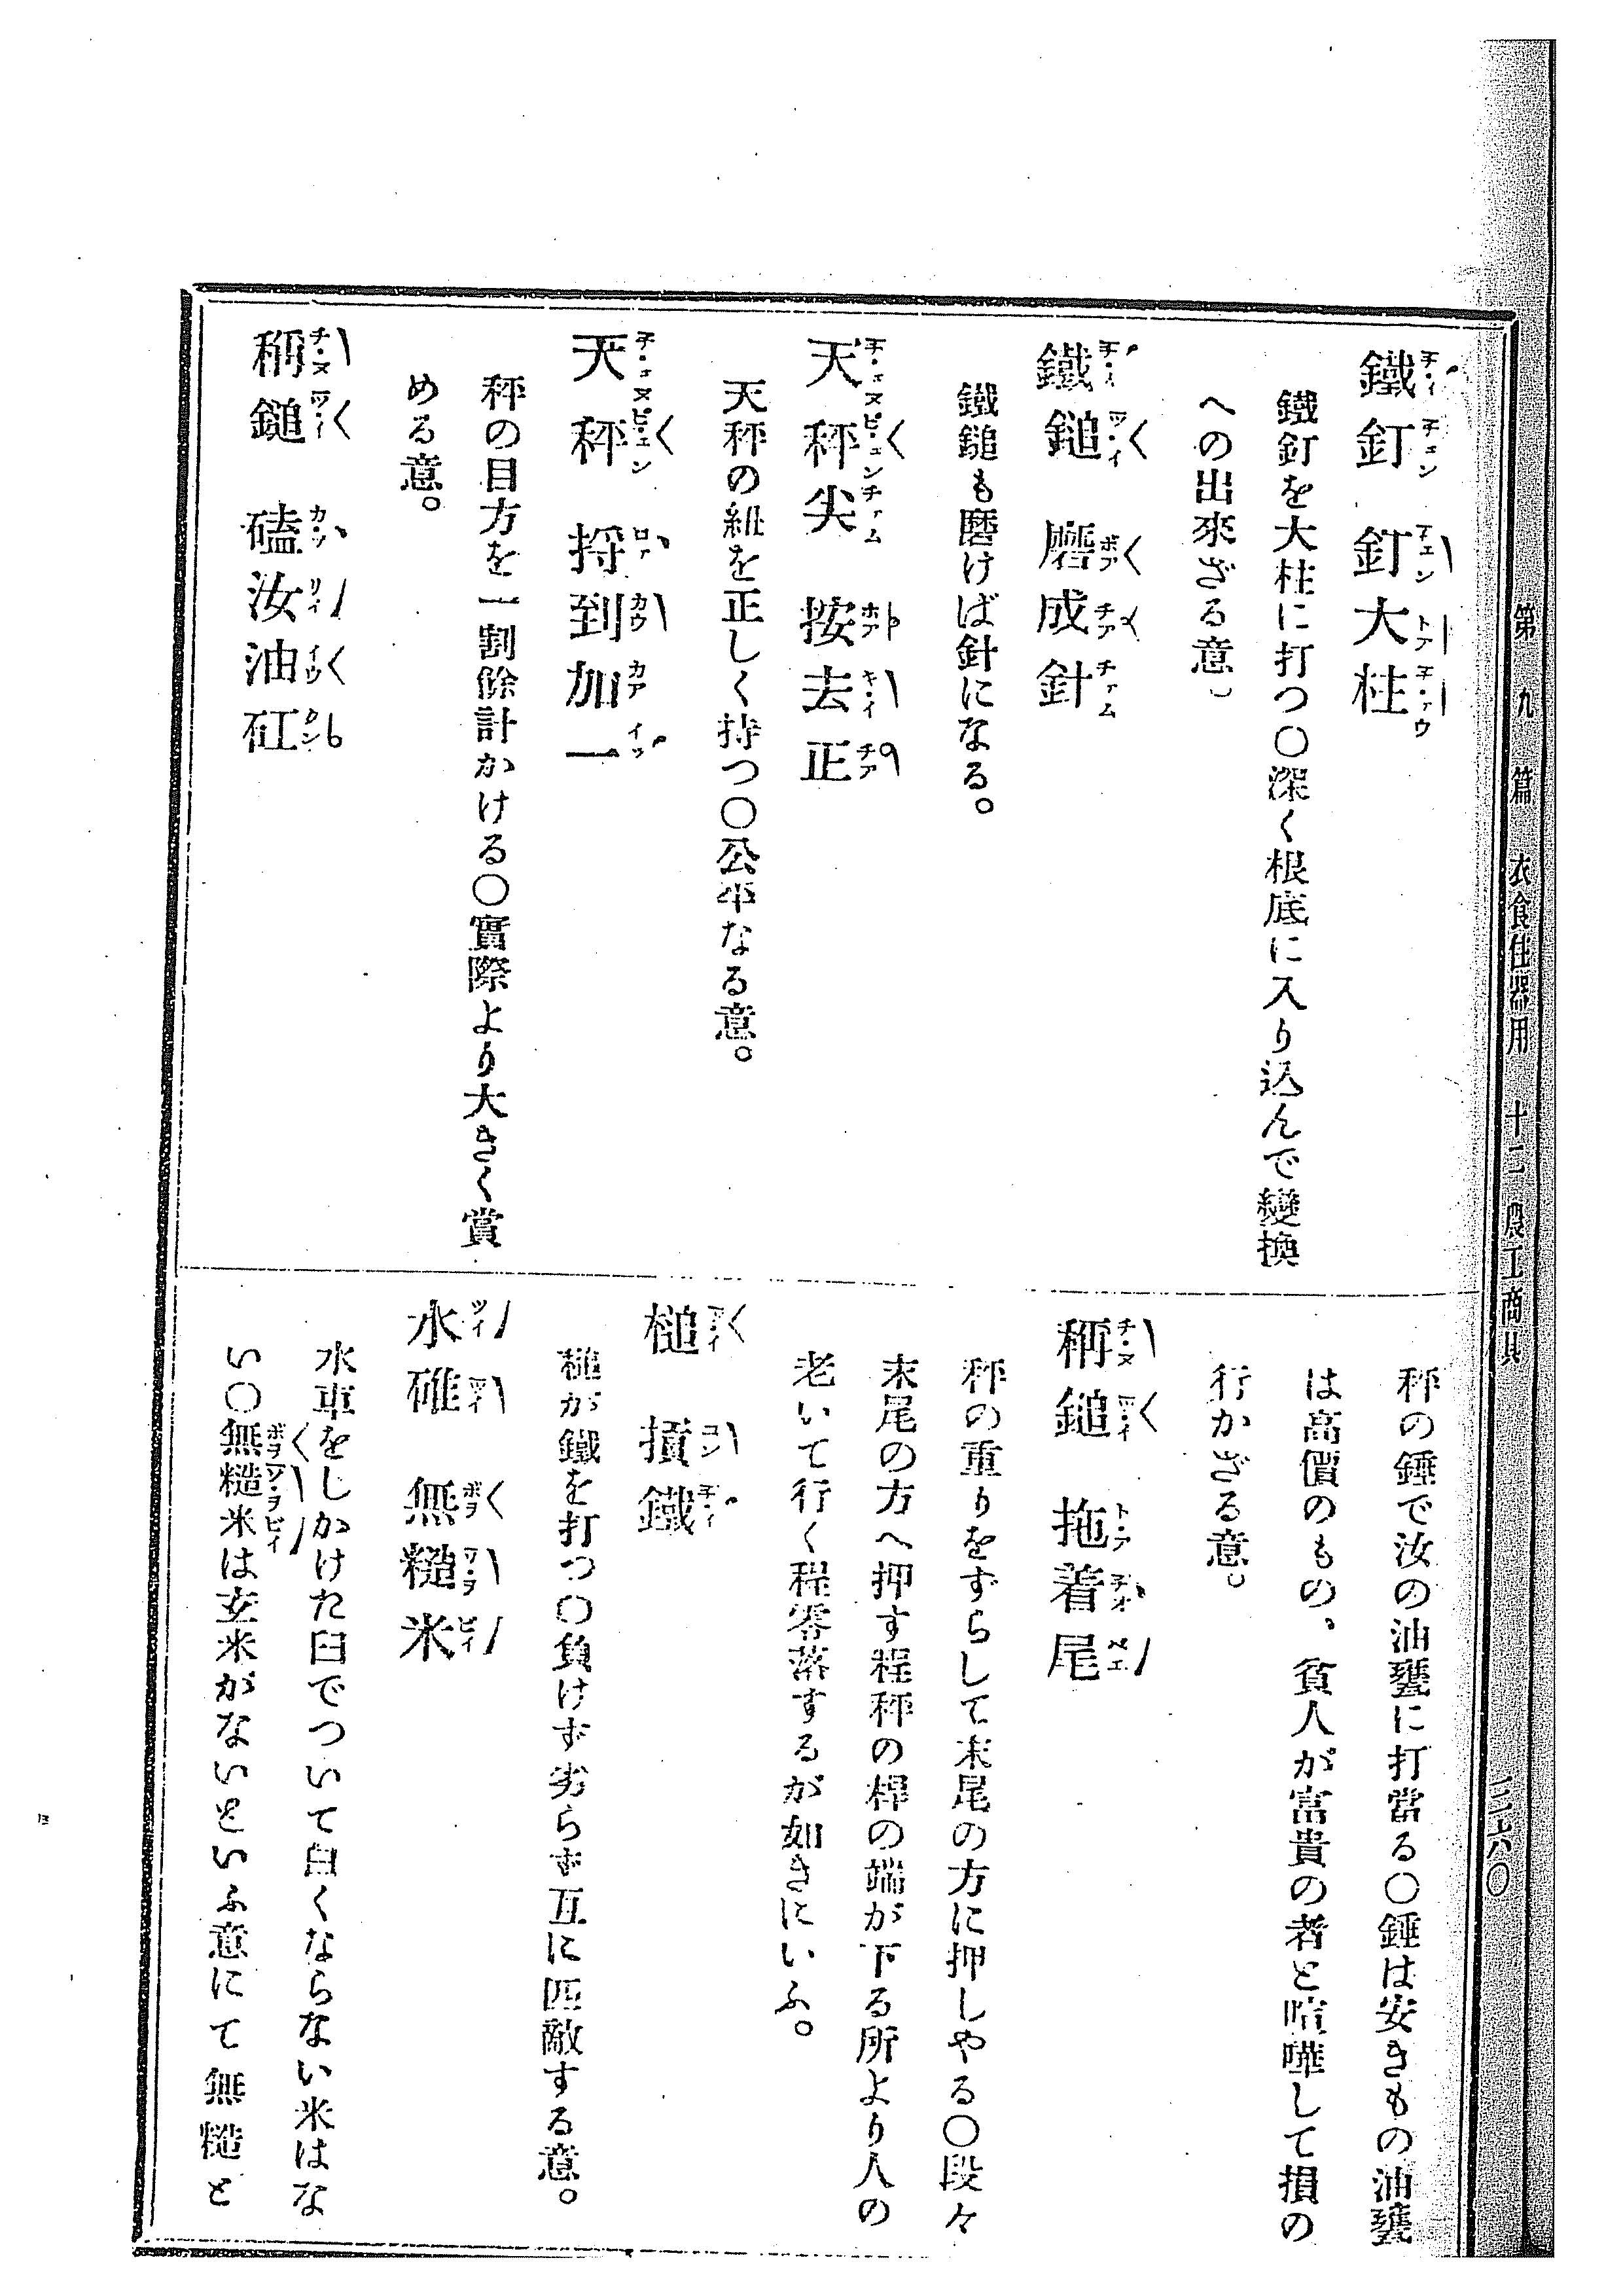 第九篇 衣食住器用 十二 農工商具 三六〇
鐵釘 釘大柱
鐵釘を大柱に打つ〇深く根底に入り込んで變換
への出來ざる意。
鐵鎚 磨成針
鐵鎚も磨けば針になる。
天秤尖 按去正
天秤の紐を正しく持つ〇公平なる意。
天秤 捋到加一
秤の目方を一割餘計かける〇實際より大きく賞
める意。
秤鎚 磕汝油矼
秤の錘で汝の油甕に打當る〇錘は安きもの油甕
は高價のもの、貧人が富貴の者と喧嘩して損の
行かざる意。
秤鎚 拖着尾
秤の重りをずらして末尾の方に押しやる〇段々
末尾の方へ押す程秤の桿の端が下る所より人の
老いて行く程零落するが如きにいふ。
槌 摃鐵
槌が鐵を打つ〇負けず劣らず互に匹敵する意。
水碓 無糙米
水車をしかけた臼でついて白くならない米はな
い〇無糙米は玄米がないといふ意にて無糙と